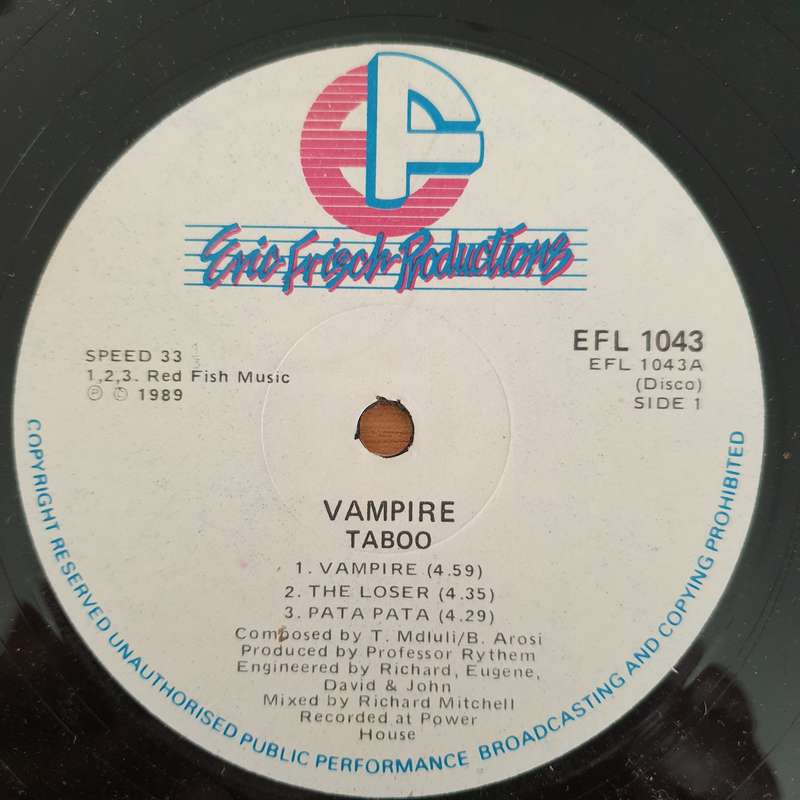 EF
Eric Frisch Productions
SPEED 33 1/3
1,2,3. Red Fish Music
℗ © 1989
EFL 1043
EFL 1043A
(Disco)
SIDE 1
VAMPIRE
TABOO
1. VAMPIRE (4.59)
2. THE LOSER (4.35)
3. PATA PATA (4.29)
Composed by T. Mdluli/B. Arosi
Produced by Professor Rythem
Engineered by Richard, Eugene,
David & John
Mixed by Richard Mitchell
Recorded at Power
House
COPYRIGHT RESERVED UNAUTHORISED PUBLIC PERFORMANCE BROADCASTING AND COPYING PROHIBITED